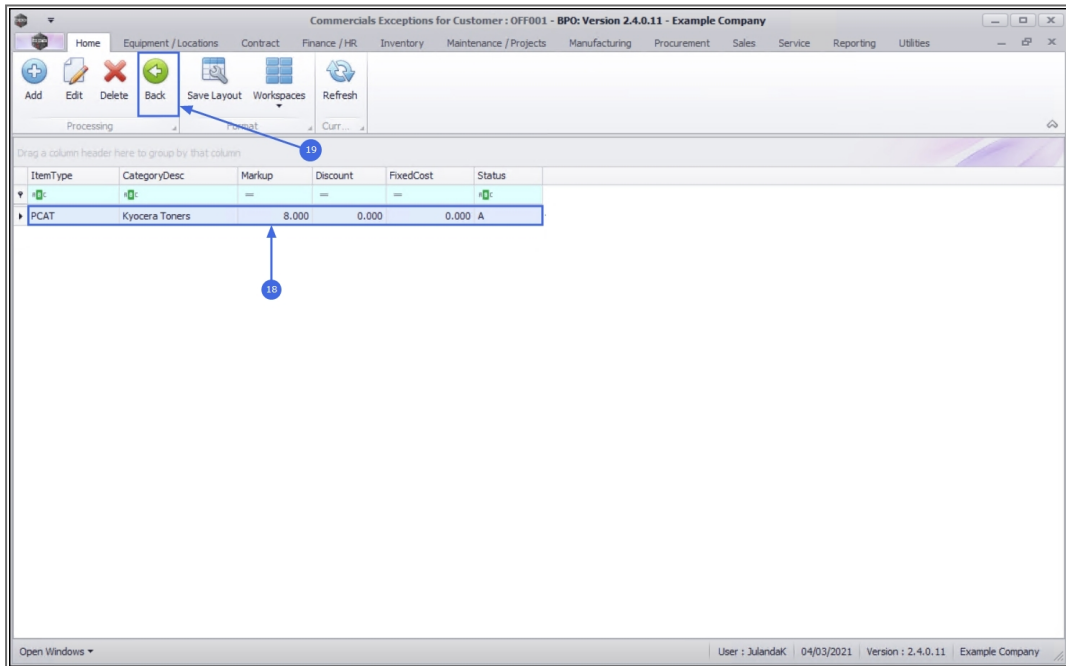 Commercials Exceptions for Customer : OFF001 - BPO: Version 2.4.0.11 - Example Company
Home Equipment / Locations Contract Finance / HR Inventory Maintenance / Projects Manufacturing Procurement Sales Service Reporting Utilities
Add Edit Delete Back Save Layout Workspaces Refresh
Processing Format Curr...
19
Drag a column header here to group by that column
ItemType CategoryDesc Markup Discount FixedCost Status
ABC ABC = = = ABC
PCAT Kyocera Toners 8.000 0.000 0.000 A
18
Open Windows User : JulandaK 04/03/2021 Version : 2.4.0.11 Example Company